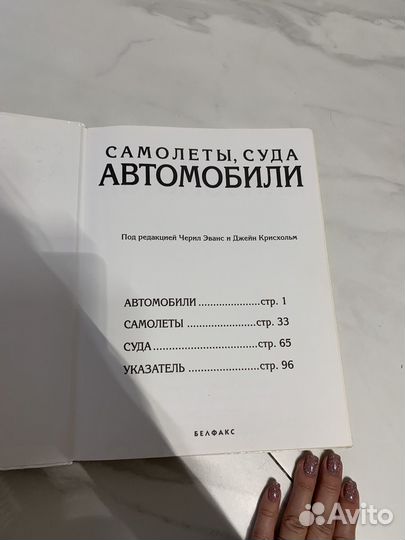 САМОЛЕТЫ, СУДА
АВТОМОБИЛИ
Под редакцией Черил Эванс и Джейн Крисхольм
АВТОМОБИЛИ ......................стр. 1
САМОЛЕТЫ ........................стр. 33
СУДА....................................стр. 65
УКАЗАТЕЛЬ .........................стр. 96
БЕЛФАКС
Avito